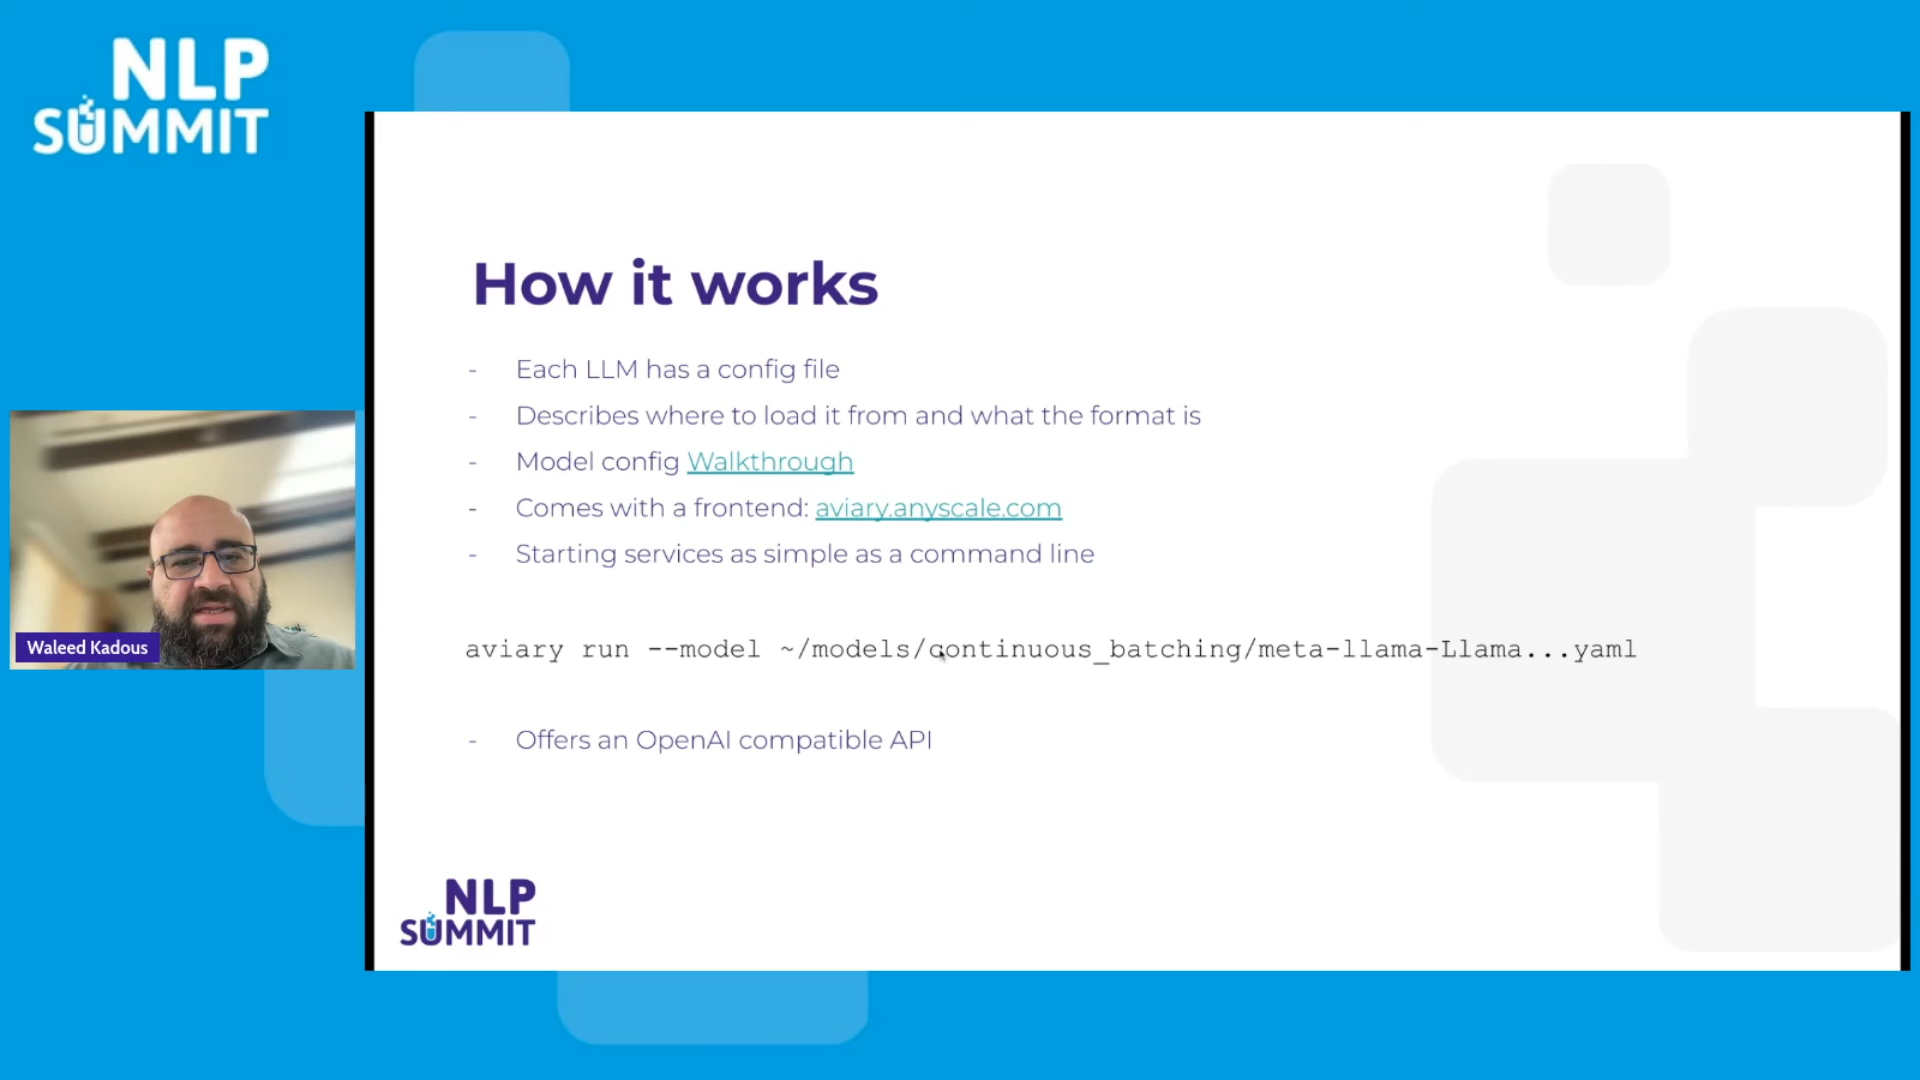 NLP
SUMMIT
How it works
- Each LLM has a config file
- Describes where to load it from and what the format is
- Model config Walkthrough
- Comes with a frontend: aviary.anyscale.com
- Starting services as simple as a command line
aviary run --model ~/models/continuous_batching/meta-llama-Llama...yaml
- Offers an OpenAI compatible API
Waleed Kadous
NLP
SUMMIT